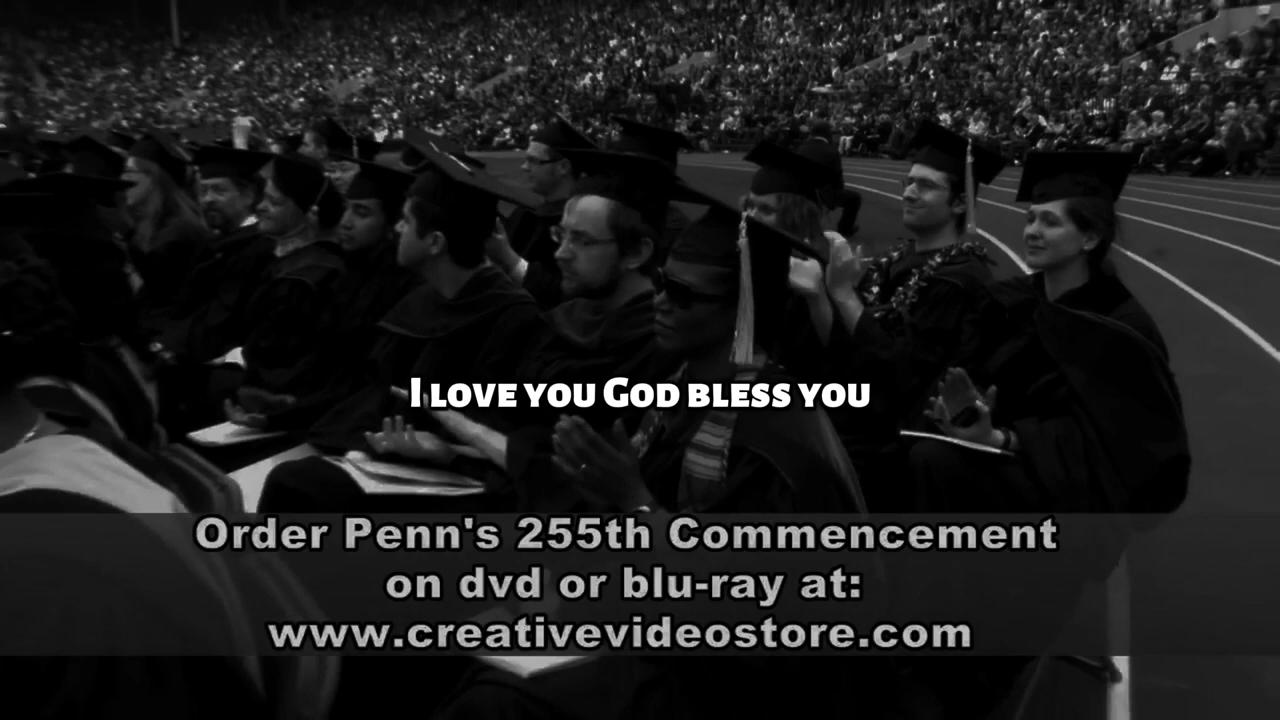 I love you God bless you
Order Penn's 255th Commencement
on dvd or blu-ray at:
www.creativevideostore.com